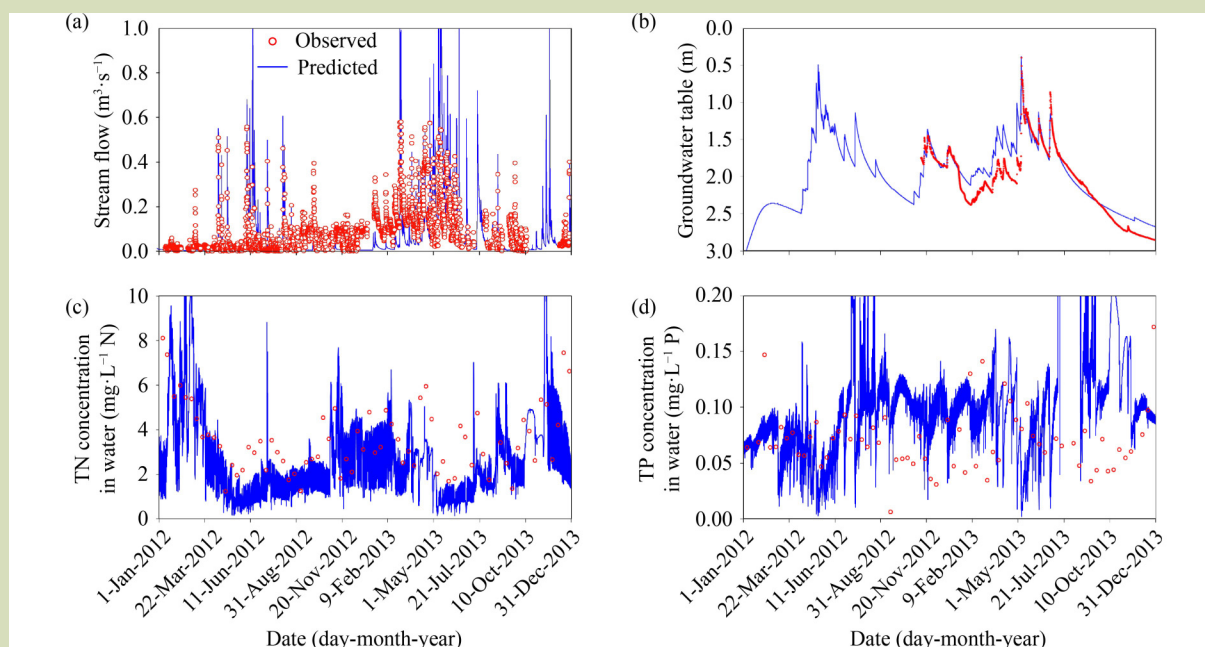 (a)
Stream flow (m³·s⁻¹)
1.0
0.8
0.6
0.4
0.2
0.0
Observed
Predicted
(b)
Groundwater table (m)
0.0
0.5
1.0
1.5
2.0
2.5
3.0
(c)
TN concentration
in water (mg·L⁻¹ N)
10
8
6
4
2
0
1-Jan-2012
22-Mar-2012
11-Jun-2012
31-Aug-2012
20-Nov-2012
9-Feb-2013
1-May-2013
21-Jul-2013
10-Oct-2013
31-Dec-2013
Date (day-month-year)
(d)
TP concentration
in water (mg·L⁻¹ P)
0.20
0.15
0.10
0.05
0.00
1-Jan-2012
22-Mar-2012
11-Jun-2012
31-Aug-2012
20-Nov-2012
9-Feb-2013
1-May-2013
21-Jul-2013
10-Oct-2013
31-Dec-2013
Date (day-month-year)